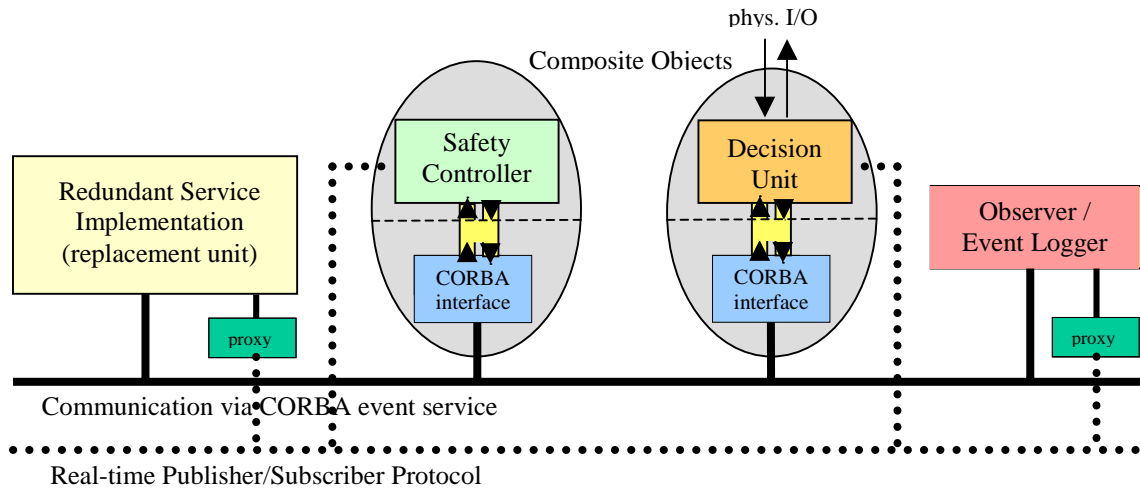 phys. I/O
Composite Objects
Safety
Controller
Decision
Unit
Redundant Service
Implementation
(replacement unit)
Observer /
Event Logger
CORBA
interface
CORBA
interface
proxy
proxy
Communication via CORBA event service
Real-time Publisher/Subscriber Protocol